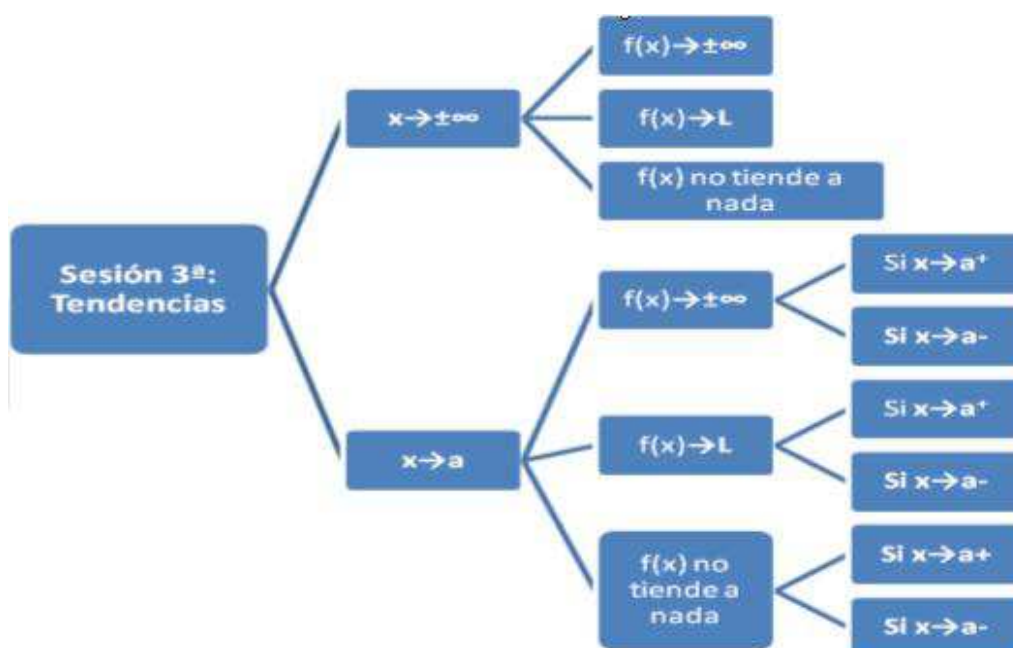 Sesión 3ª:
Tendencias
x→±∞
f(x)→±∞
f(x)→L
f(x) no tiende a
nada
x→a
f(x)→±∞
Si x→a⁺
Si x→a-
f(x)→L
Si x→a⁺
Si x→a-
f(x) no
tiende a
nada
Si x→a+
Si x→a-